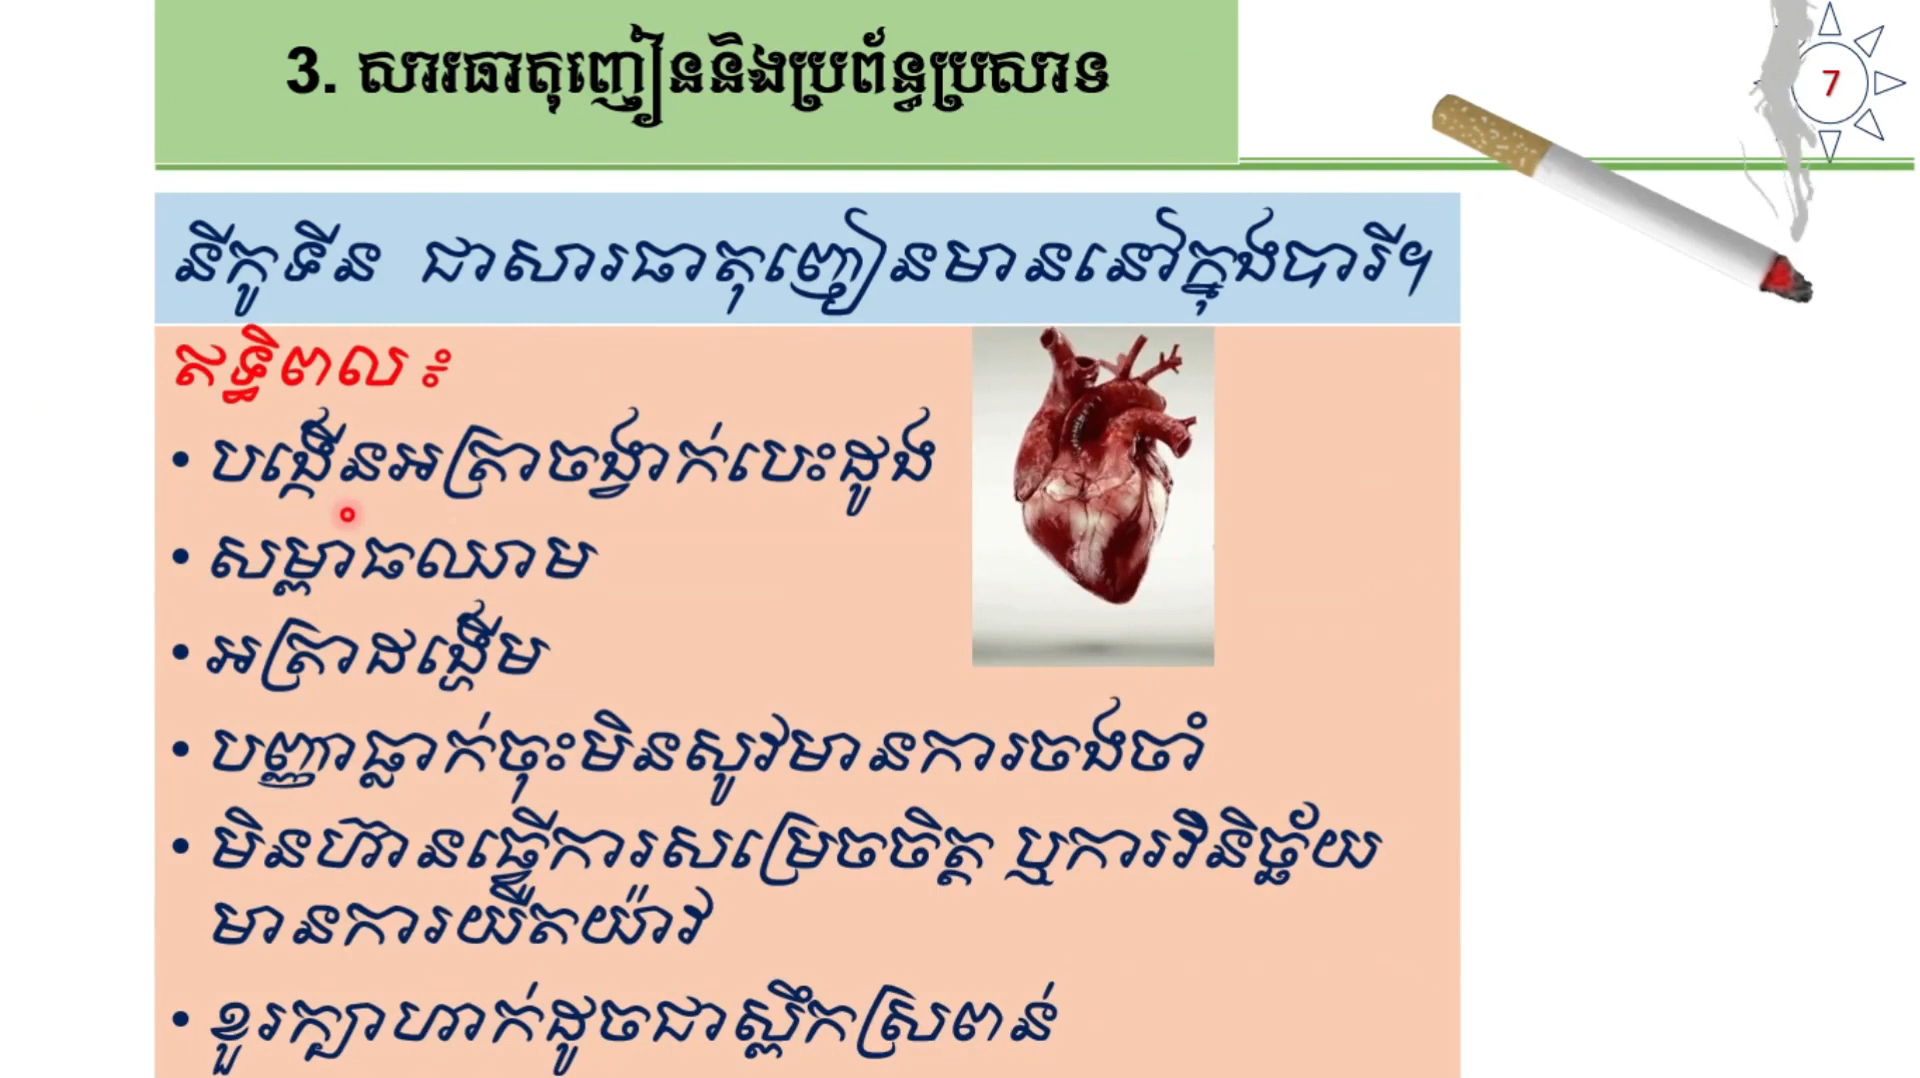 3. សារធាតុញៀននិងប្រព័ន្ធប្រសាទ
7
នីកូទីន ជាសារធាតុញៀនមាននៅក្នុងបារី។
ឥទ្ធិពល៖
• បង្កើនអត្រាចង្វាក់បេះដូង
• សម្ពាធឈាម
• អត្រាដង្ហើម
• បញ្ញាធ្លាក់ចុះមិនសូវមានការចងចាំ
• មិនហ៊ានធ្វើការសម្រេចចិត្ត ឬការវិនិច្ឆ័យ
មានការយឺតយ៉ាវ
• ខួរក្បាហាក់ដូចជាស្ពឹកស្រពន់